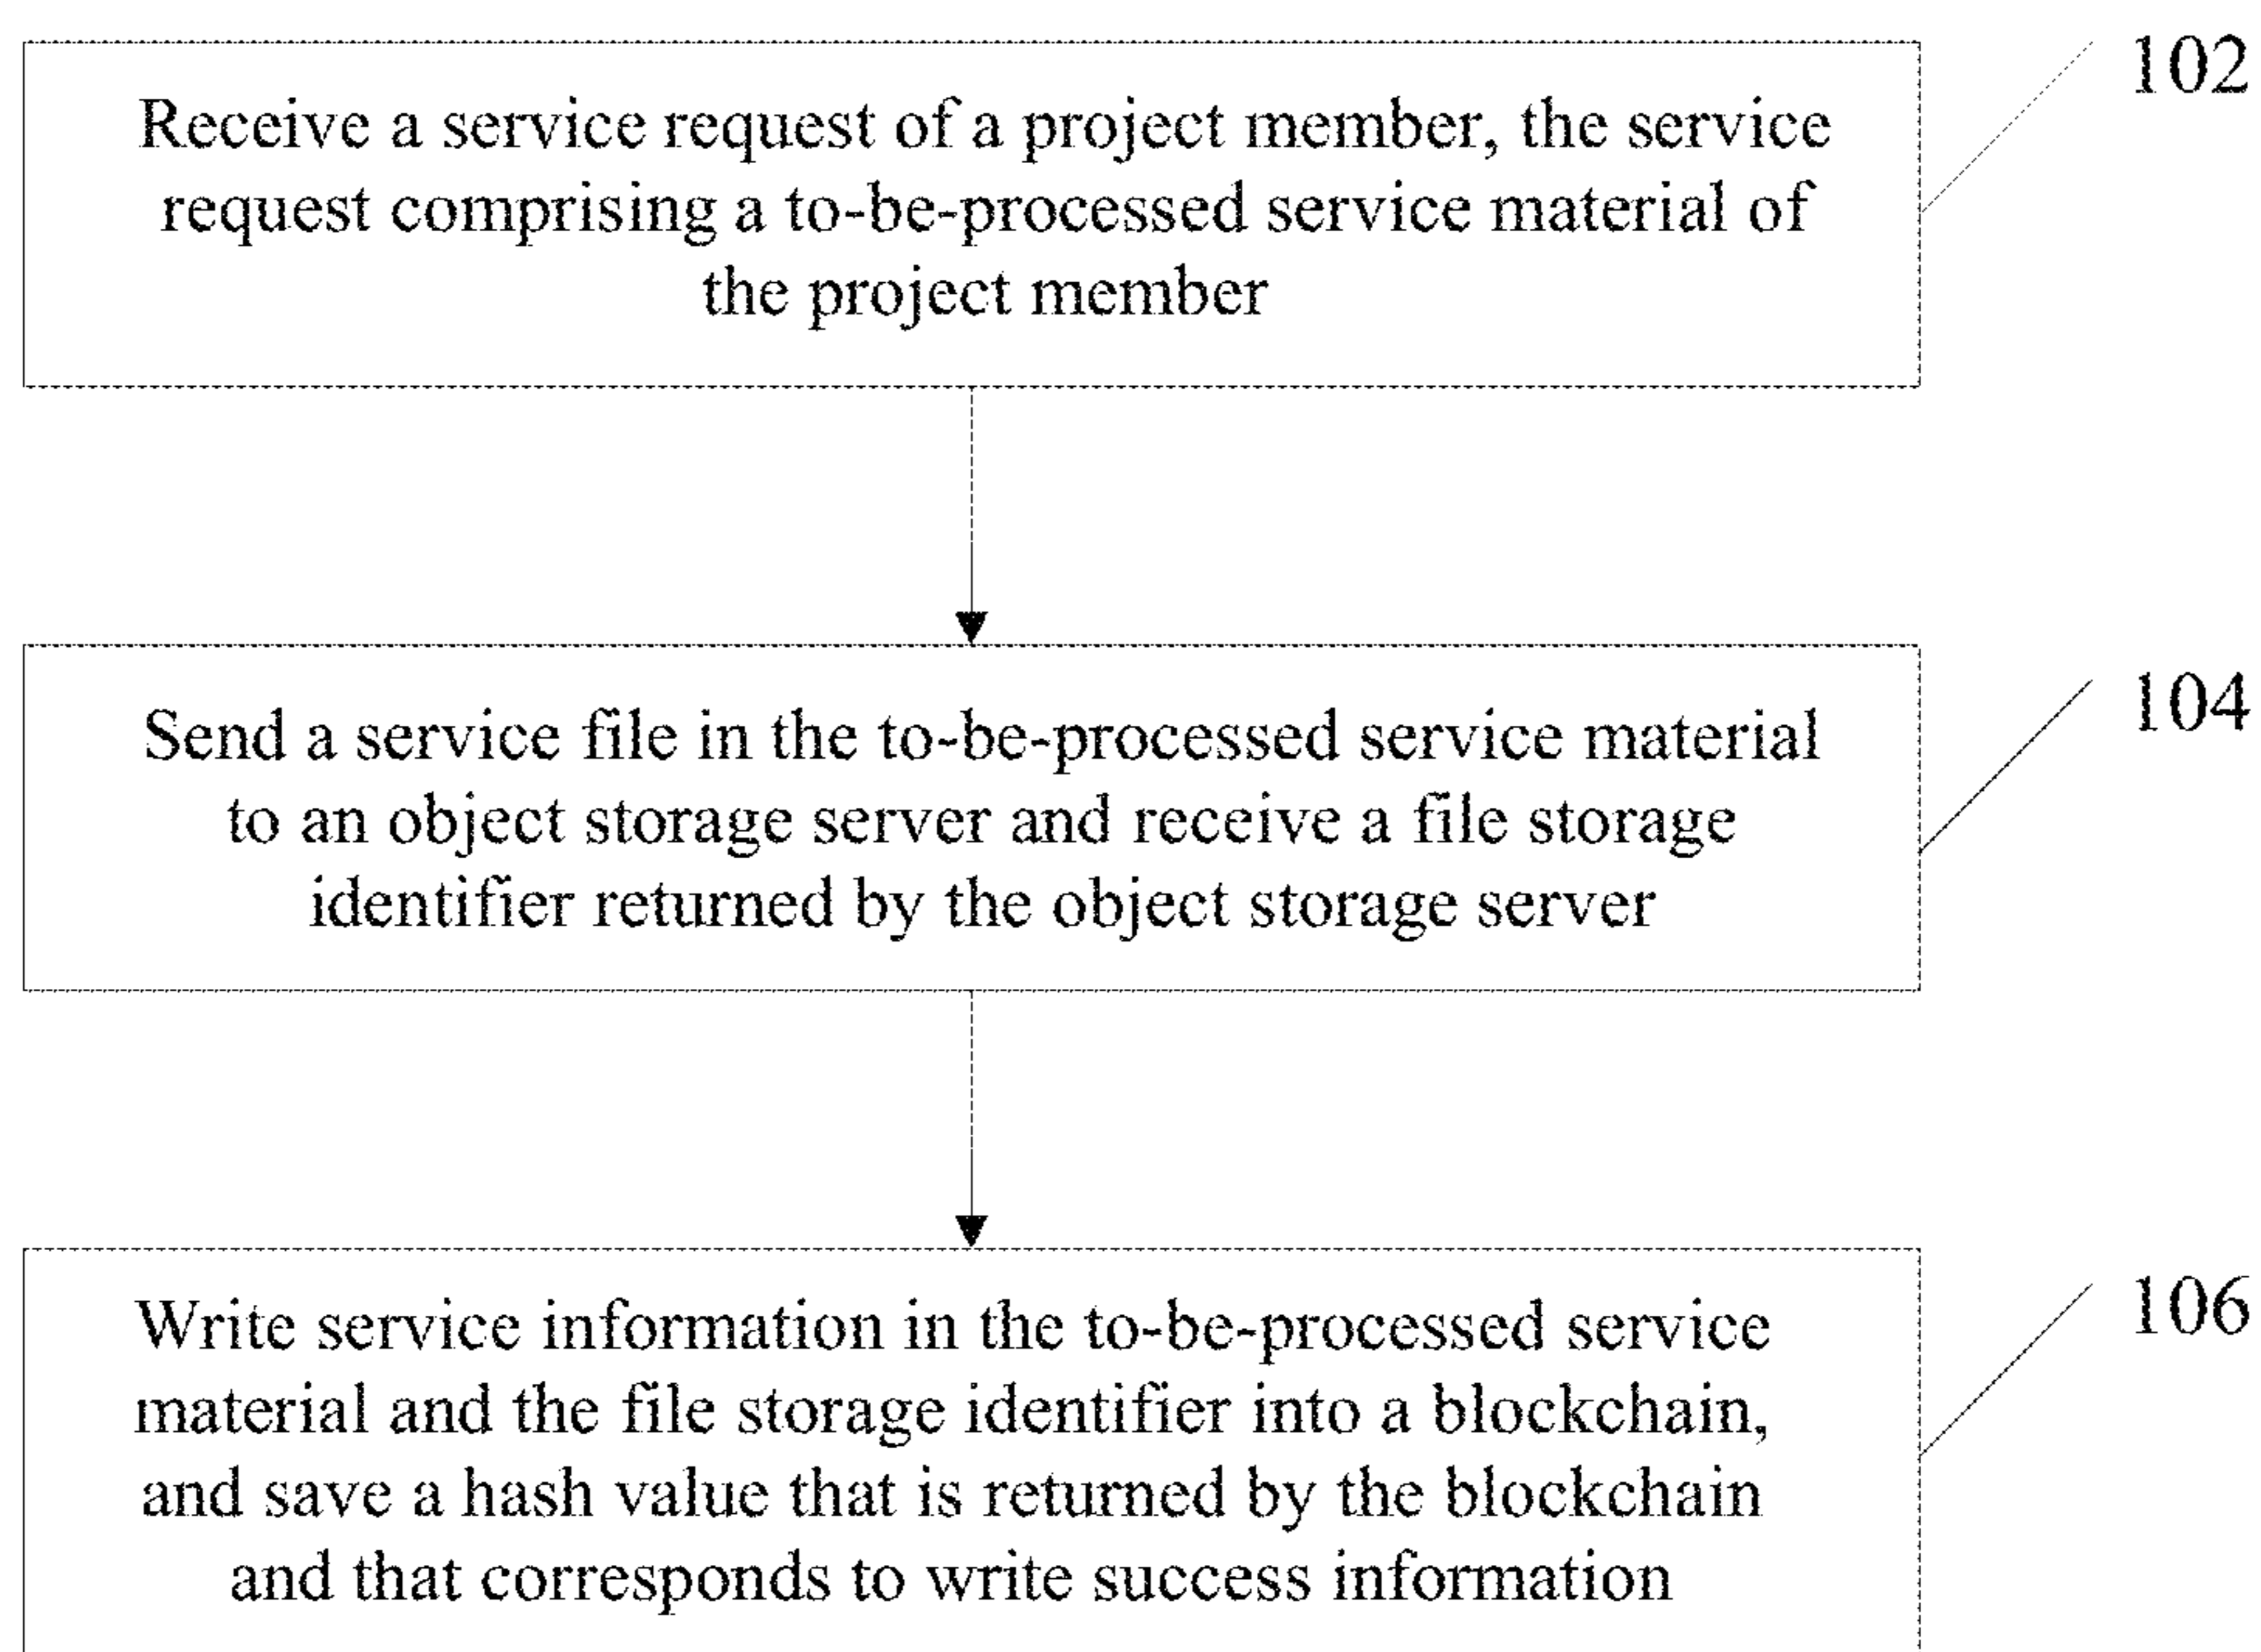 102
Receive a service request of a project member, the service
request comprising a to-be-processed service material of
the project member
104
Send a service file in the to-be-processed service material
to an object storage server and receive a file storage
identifier returned by the object storage server
106
Write service information in the to-be-processed service
material and the file storage identifier into a blockchain,
and save a hash value that is returned by the blockchain
and that corresponds to write success information